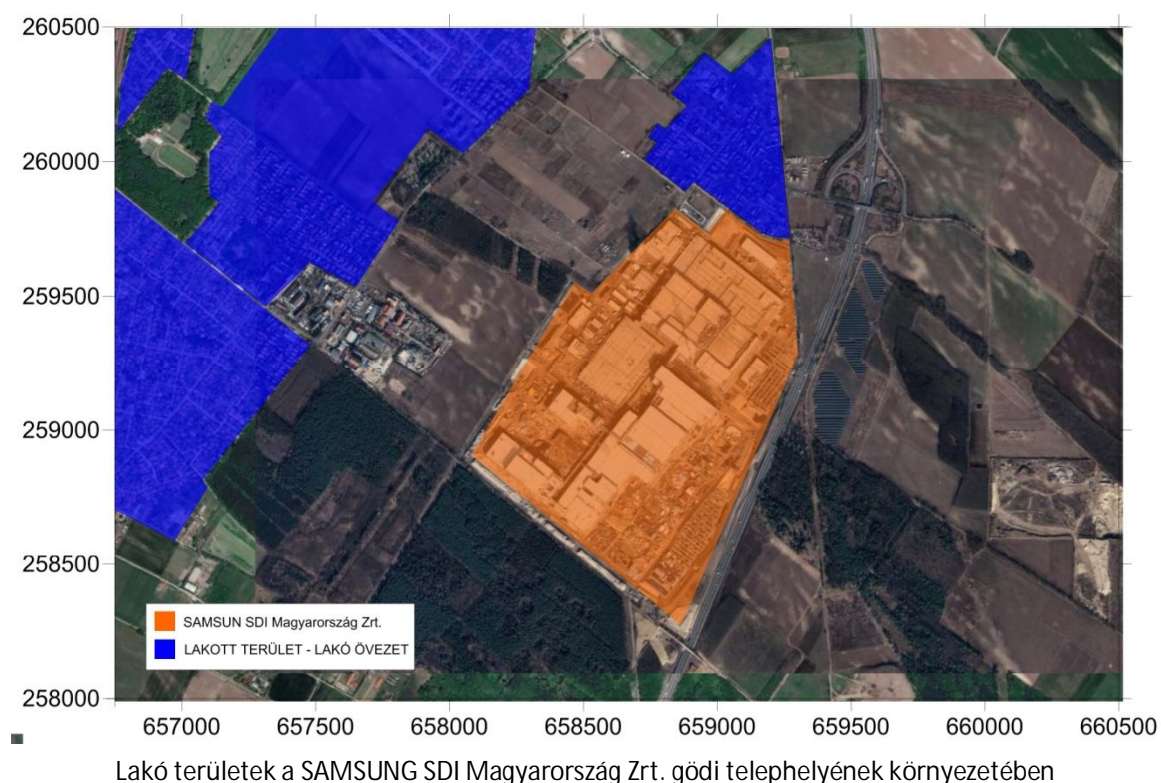 260500
260000
259500
259000
258500
258000
SAMSUN SDI Magyarország Zrt.
LAKOTT TERÜLET - LAKÓ ÖVEZET
657000 657500 658000 658500 659000 659500 660000 660500
Lakó területek a SAMSUNG SDI Magyarország Zrt. gödi telephelyének környezetében